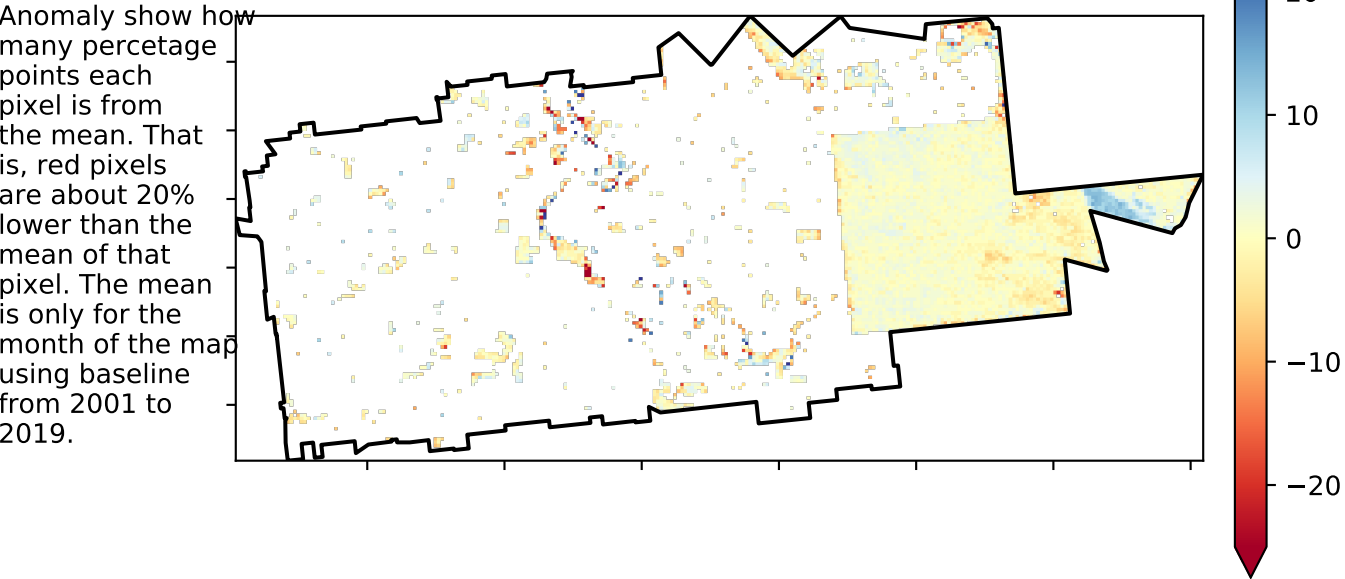 Anomaly show how
many percetage
points each
pixel is from
the mean. That
is, red pixels
are about 20%
lower than the
mean of that
pixel. The mean
is only for the
month of the map
using baseline
from 2001 to
2019.
10
0
−10
−20